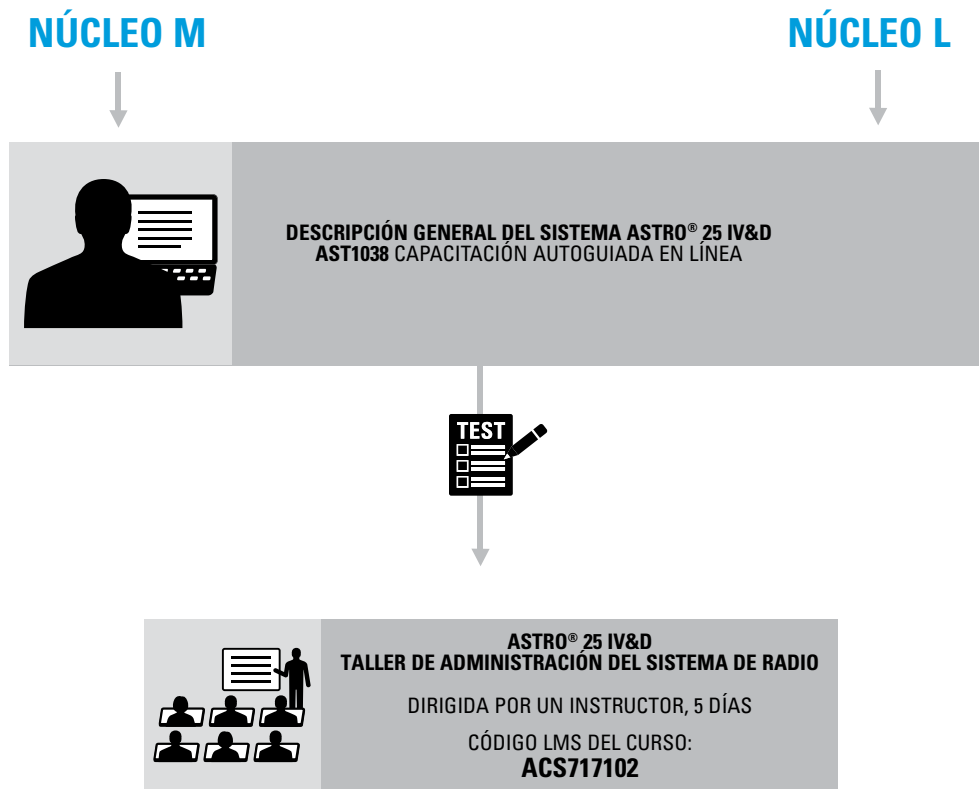 NÚCLEO M
NÚCLEO L
DESCRIPCIÓN GENERAL DEL SISTEMA ASTRO® 25 IV&D
AST1038 CAPACITACIÓN AUTOGUIADA EN LÍNEA
TEST
ASTRO® 25 IV&D
TALLER DE ADMINISTRACIÓN DEL SISTEMA DE RADIO
DIRIGIDA POR UN INSTRUCTOR, 5 DÍAS
CÓDIGO LMS DEL CURSO:
ACS717102